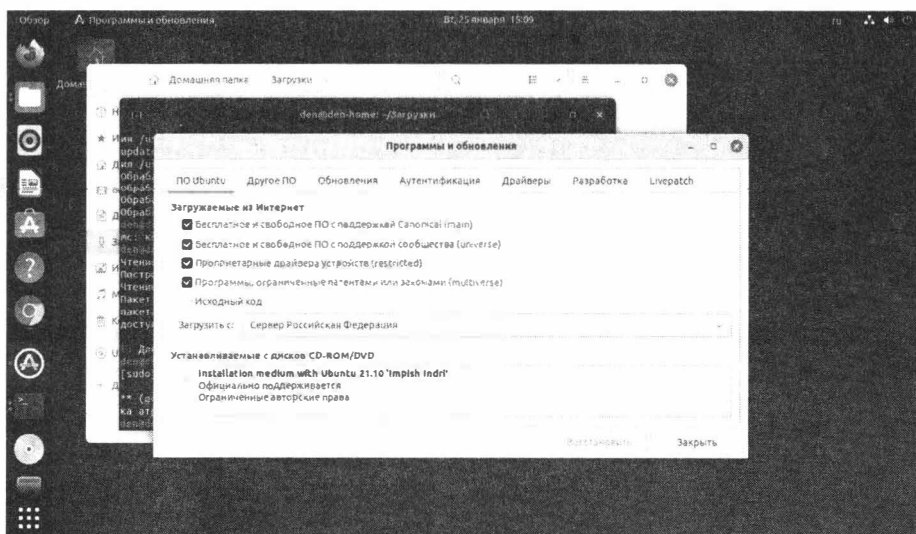 Обзор Программы и обновления Вт, 25 января 15:09 ru
Домашняя папка Загрузки
den@den-home: ~/Загрузки
Программы и обновления
ПО Ubuntu Другое ПО Обновления Аутентификация Драйверы Разработка Livepatch
Загружаемые из Интернет
Бесплатное и свободное ПО с поддержкой Canonical (main)
Бесплатное и свободное ПО с поддержкой сообщества (universe)
Проприетарные драйвера устройств (restricted)
Программы, ограниченные патентами или законами (multiverse)
Исходный код
Загрузить с: Сервер Российская Федерация
Устанавливаемые с дисков CD-ROM/DVD
Installation medium with Ubuntu 21.10 'Impish Indri'
Официально поддерживается
Ограниченные авторские права
Восстановить Закрыть